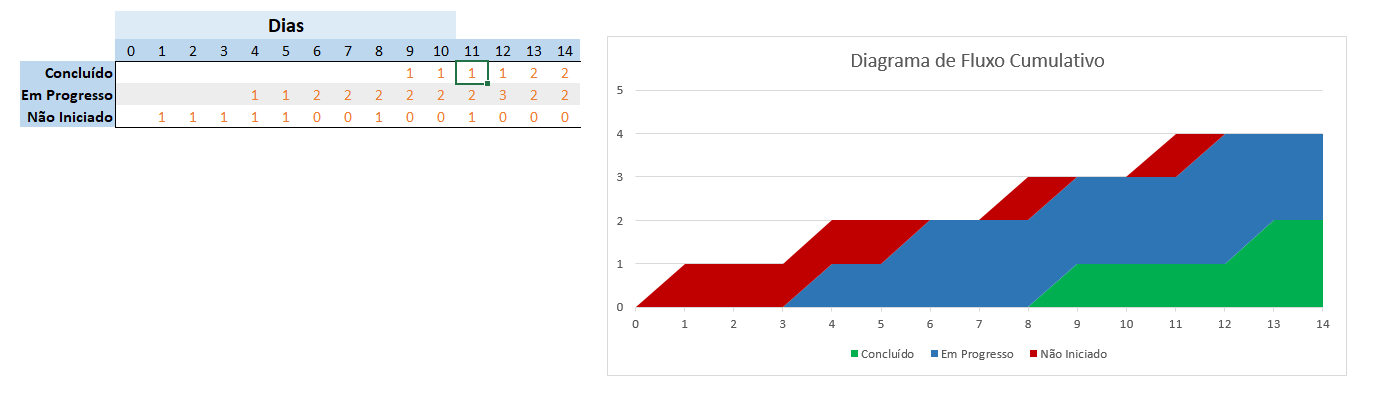 Dias
0 1 2 3 4 5 6 7 8 9 10 11 12 13 14
Concluído 1 1 1 1 2 2
Em Progresso 1 1 2 2 2 2 2 2 3 2 2
Não Iniciado 1 1 1 1 1 0 0 1 0 0 1 0 0 0
Diagrama de Fluxo Cumulativo
5
4
3
2
1
0
0 1 2 3 4 5 6 7 8 9 10 11 12 13 14
Concluído Em Progresso Não Iniciado